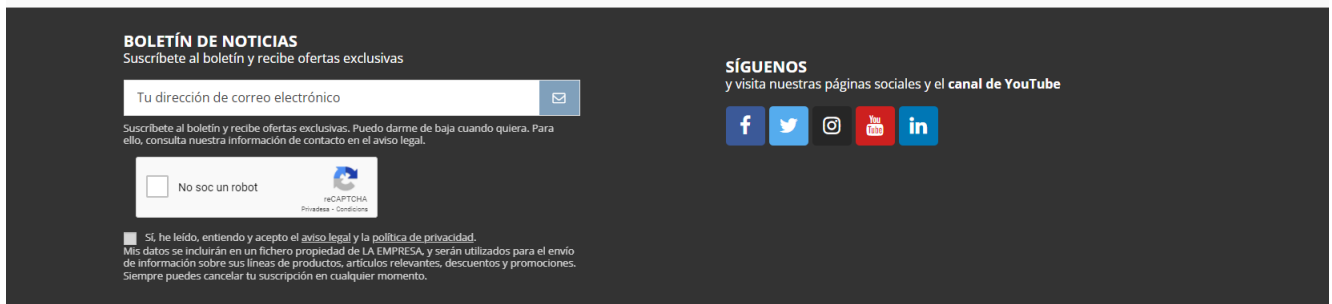 BOLETÍN DE NOTICIAS
Suscríbete al boletín y recibe ofertas exclusivas
Tu dirección de correo electrónico
Suscríbete al boletín y recibe ofertas exclusivas. Puedo darme de baja cuando quiera. Para
ello, consulta nuestra información de contacto en el aviso legal.
No soc un robot
reCAPTCHA
Privadesa - Condicions
Sí, he leído, entiendo y acepto el aviso legal y la política de privacidad.
Mis datos se incluirán en un fichero propiedad de LA EMPRESA, y serán utilizados para el envío
de información sobre sus líneas de productos, artículos relevantes, descuentos y promociones.
Siempre puedes cancelar tu suscripción en cualquier momento.
SÍGUENOS
y visita nuestras páginas sociales y el canal de YouTube
f
You
Tube
in